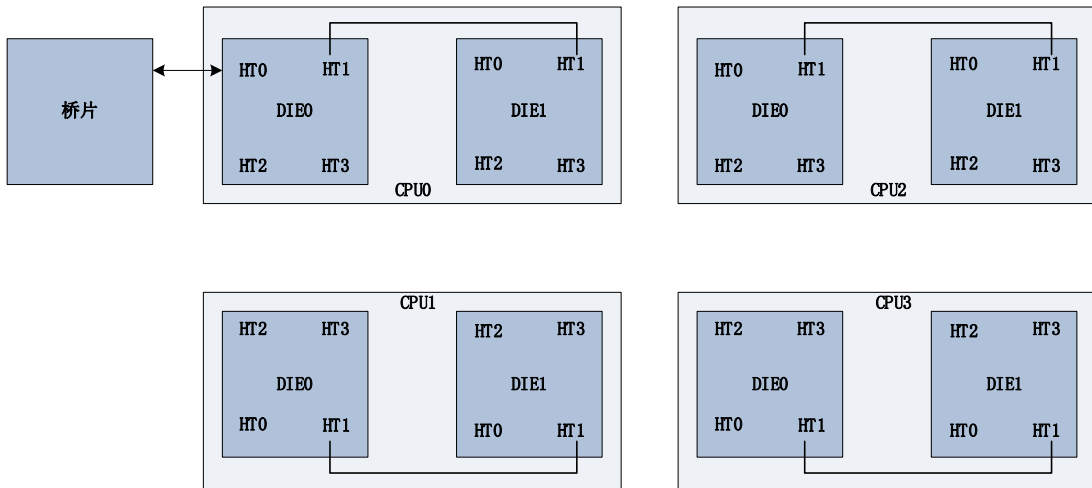 桥片
HT0 HT1
DIE0
HT2 HT3
HT0 HT1
DIE1
HT2 HT3
CPU0
HT0 HT1
DIE0
HT2 HT3
HT0 HT1
DIE1
HT2 HT3
CPU2
CPU1
HT2 HT3
DIE0
HT0 HT1
HT2 HT3
DIE1
HT0 HT1
CPU3
HT2 HT3
DIE0
HT0 HT1
HT2 HT3
DIE1
HT0 HT1